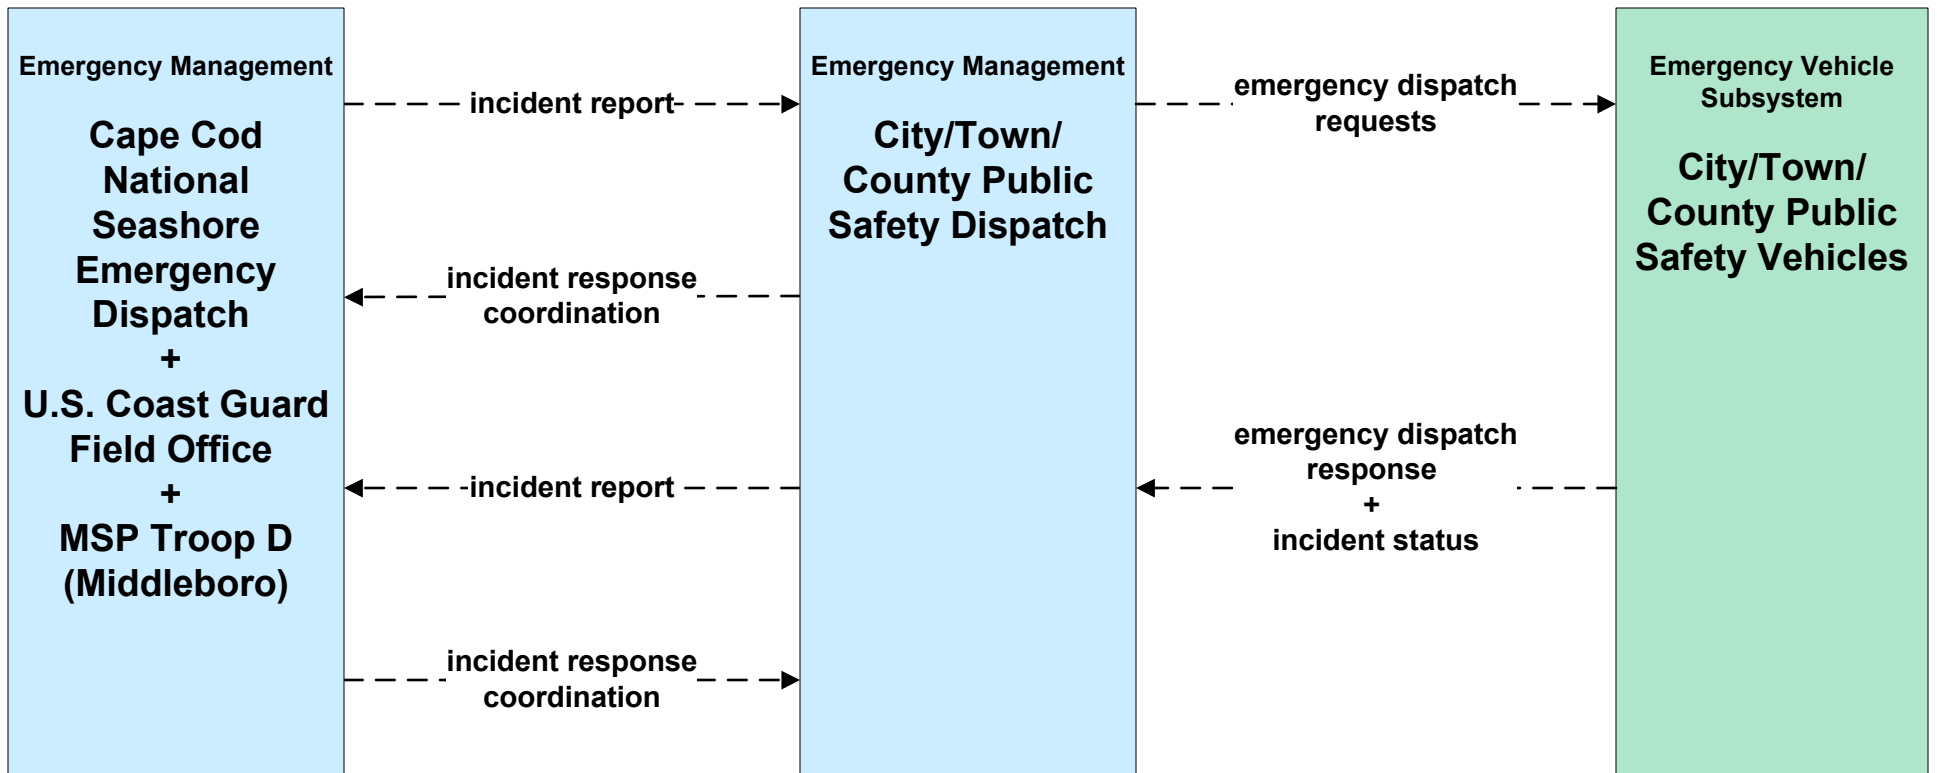 Emergency Management
Cape Cod
National
Seashore
Emergency
Dispatch
+
U.S. Coast Guard
Field Office
+
MSP Troop D
(Middleboro)
incident report
incident response
coordination
incident report
incident response
coordination
Emergency Management
City/Town/
County Public
Safety Dispatch
emergency dispatch
requests
emergency dispatch
response
+
incident status
Emergency Vehicle
Subsystem
City/Town/
County Public
Safety Vehicles